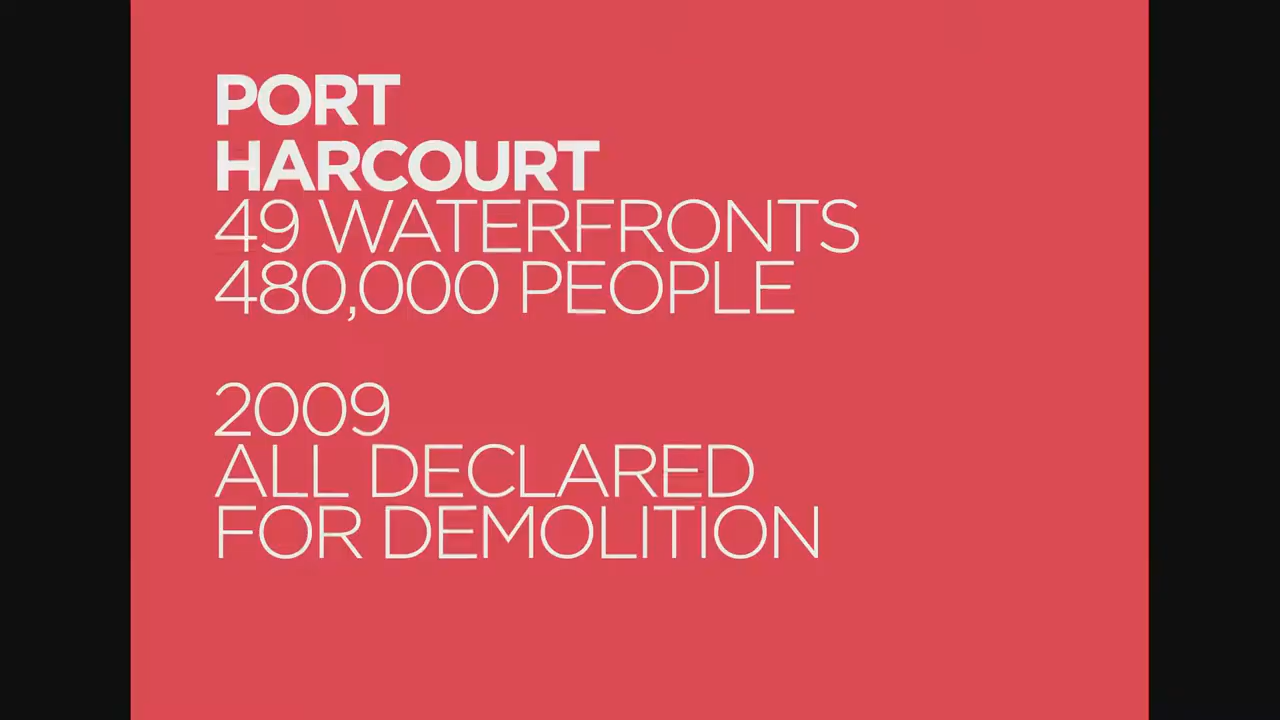 PORT
HARCOURT
49 WATERFRONTS
480,000 PEOPLE
2009
ALL DECLARED
FOR DEMOLITION